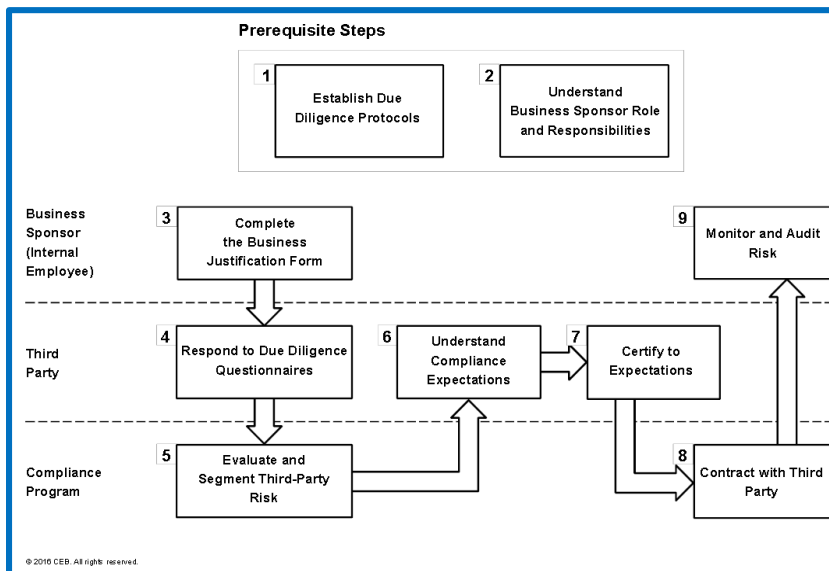 Prerequisite Steps
1
Establish Due
Diligence Protocols
2
Understand
Business Sponsor Role
and Responsibilities
Business
Sponsor
(Internal
Employee)
3
Complete
the Business
Justification Form
9
Monitor and Audit
Risk
Third
Party
4
Respond to Due Diligence
Questionnaires
6
Understand
Compliance
Expectations
7
Certify to
Expectations
Compliance
Program
5
Evaluate and
Segment Third-Party
Risk
8
Contract with Third
Party
© 2016 CEB. All rights reserved.